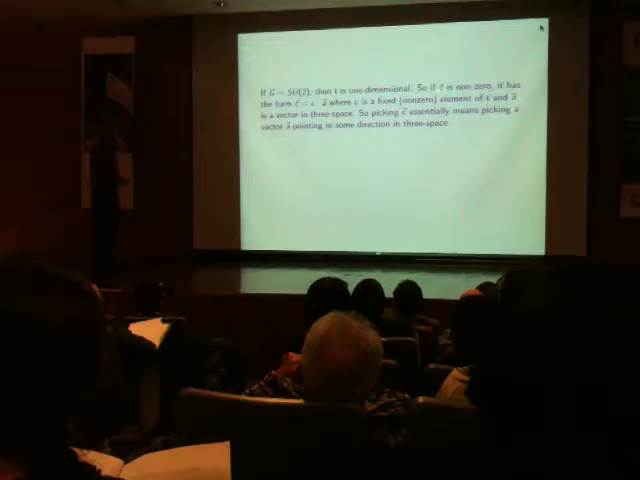 If G = SU(2), then t is one-dimensional. So if c⃗ is non-zero, it has
the form c⃗ = c · a⃗ where c is a fixed (nonzero) element of t and a⃗
is a vector in three-space. So picking c⃗ essentially means picking a
vector a⃗ pointing in some direction in three-space.